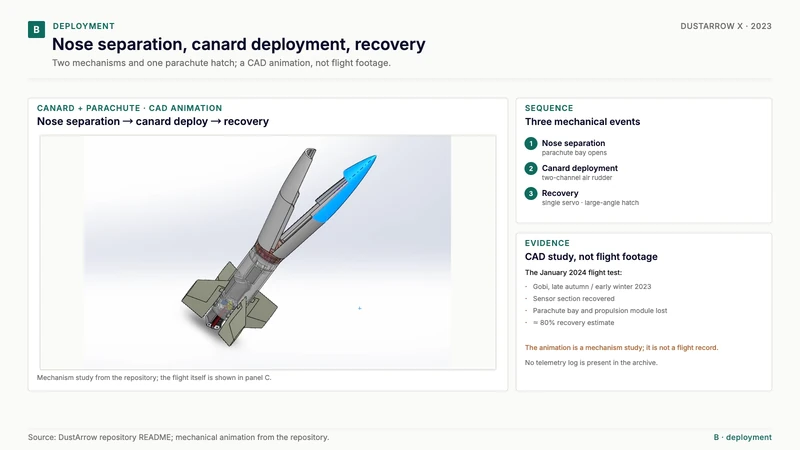 B
DEPLOYMENT
DUSTARROW X · 2023
Nose separation, canard deployment, recovery
Two mechanisms and one parachute hatch; a CAD animation, not flight footage.
CANARD + PARACHUTE · CAD ANIMATION
Nose separation → canard deploy → recovery
Mechanism study from the repository; the flight itself is shown in panel C.
SEQUENCE
Three mechanical events
1 Nose separation
parachute bay opens
2 Canard deployment
two-channel air rudder
3 Recovery
single servo · large-angle hatch
EVIDENCE
CAD study, not flight footage
The January 2024 flight test:
· Gobi, late autumn / early winter 2023
· Sensor section recovered
· Parachute bay and propulsion module lost
· ≈ 80% recovery estimate
The animation is a mechanism study; it is not a flight record.
No telemetry log is present in the archive.
Source: DustArrow repository README; mechanical animation from the repository.
B · deployment